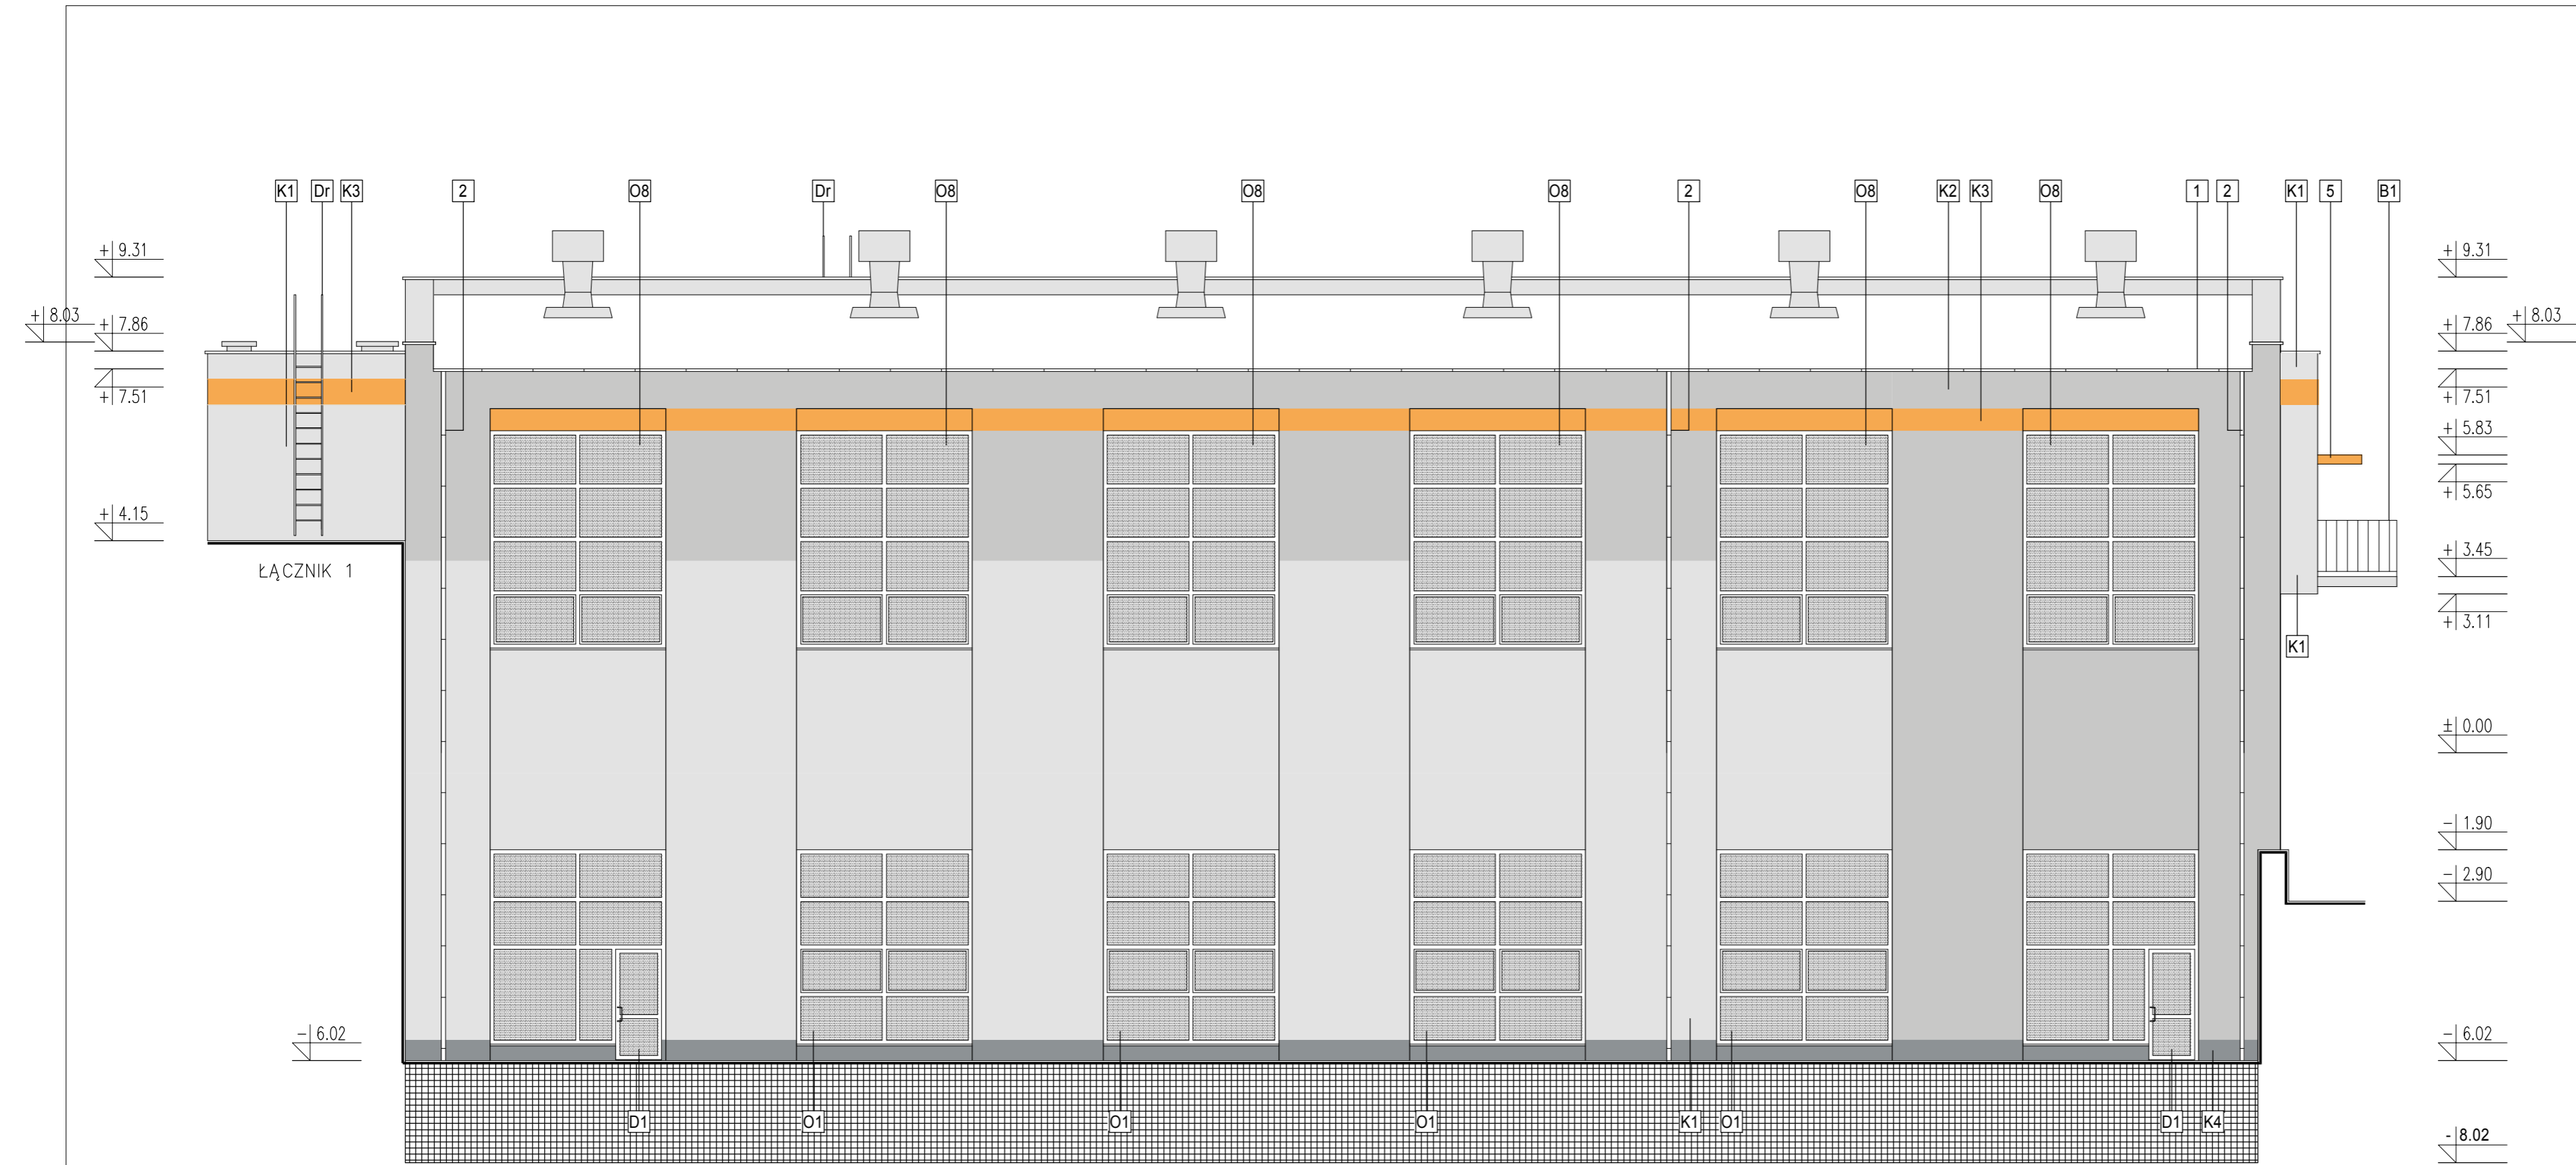 K1 Dr K3 2 O8 Dr O8 O8 O8 2 O8 K2 K3 O8 1 2 K1 5 B1
+ 9.31 + 9.31
+ 8.03 + 7.86 + 7.86 + 8.03
+ 7.51 + 7.51
+ 5.83
+ 5.65
+ 4.15
+ 3.45
ŁĄCZNIK 1
+ 3.11
K1
± 0.00
- 1.90
- 2.90
- 6.02 - 6.02
D1 O1 O1 O1 K1 O1 D1 K4
- 8.02